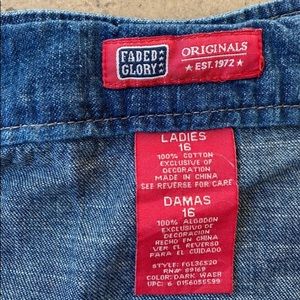 FADED
GLORY
ORIGINALS
★ EST. 1972 ★
LADIES
16
100% COTTON
EXCLUSIVE OF
DECORATION
MADE IN CHINA
SEE REVERSE FOR CARE
DAMAS
16
100% ALGODON
EXCLUSIVO DE
DECORACION
HECHO EN CHINA
VER EL REVERSO
PARA EL CUIDADO
STYLE: FGL36520
RN# 69169
COLOR: DARK WASH